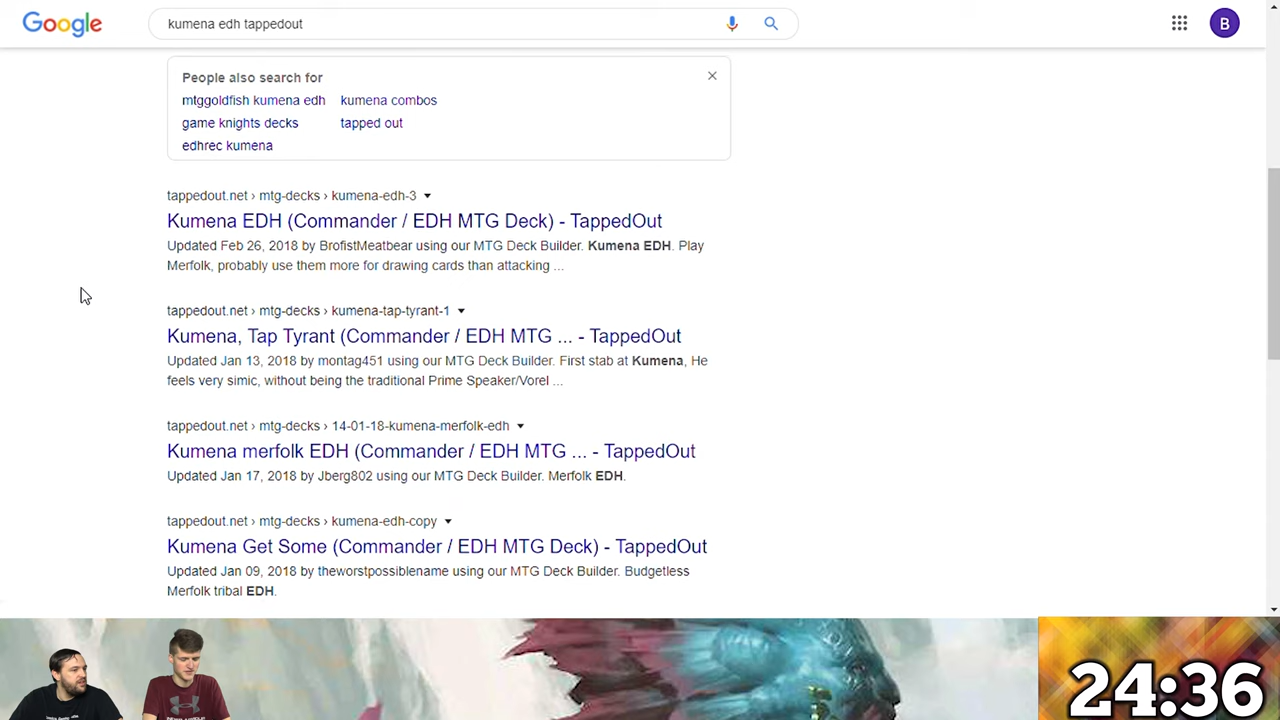 Google
kumena edh tappedout
B
People also search for
mtggoldfish kumena edh kumena combos
game knights decks tapped out
edhrec kumena
tappedout.net › mtg-decks › kumena-edh-3
Kumena EDH (Commander / EDH MTG Deck) - TappedOut
Updated Feb 26, 2018 by BrofistMeatbear using our MTG Deck Builder. Kumena EDH. Play
Merfolk, probably use them more for drawing cards than attacking ...
tappedout.net › mtg-decks › kumena-tap-tyrant-1
Kumena, Tap Tyrant (Commander / EDH MTG ... - TappedOut
Updated Jan 13, 2018 by montag451 using our MTG Deck Builder. First stab at Kumena, He
feels very simic, without being the traditional Prime Speaker/Vorel ...
tappedout.net › mtg-decks › 14-01-18-kumena-merfolk-edh
Kumena merfolk EDH (Commander / EDH MTG ... - TappedOut
Updated Jan 17, 2018 by Jberg802 using our MTG Deck Builder. Merfolk EDH.
tappedout.net › mtg-decks › kumena-edh-copy
Kumena Get Some (Commander / EDH MTG Deck) - TappedOut
Updated Jan 09, 2018 by theworstpossiblename using our MTG Deck Builder. Budgetless
Merfolk tribal EDH.
24:36